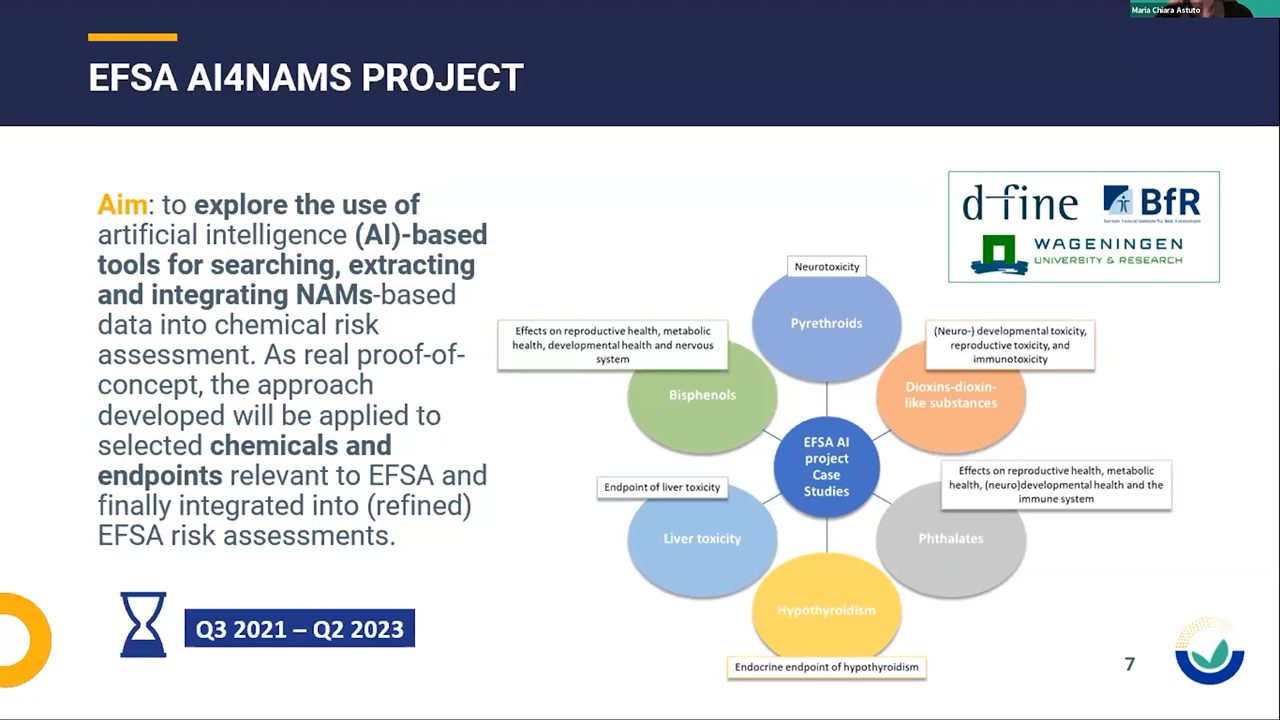 Maria Chiara Astuto
EFSA AI4NAMS PROJECT
Aim: to explore the use of
artificial intelligence (AI)-based
tools for searching, extracting
and integrating NAMs-based
data into chemical risk
assessment. As real proof-of-
concept, the approach
developed will be applied to
selected chemicals and
endpoints relevant to EFSA and
finally integrated into (refined)
EFSA risk assessments.
Q3 2021 – Q2 2023
d-fine
BfR
German Federal Institute for Risk Assessment
WAGENINGEN
UNIVERSITY & RESEARCH
Neurotoxicity
Pyrethroids
Effects on reproductive health, metabolic
health, developmental health and nervous
system
Bisphenols
(Neuro-) developmental toxicity,
reproductive toxicity, and
immunotoxicity
Dioxins-dioxin-
like substances
EFSA AI
project
Case
Studies
Endpoint of liver toxicity
Liver toxicity
Effects on reproductive health, metabolic
health, (neuro)developmental health and the
immune system
Phthalates
Hypothyroidism
Endocrine endpoint of hypothyroidism
7